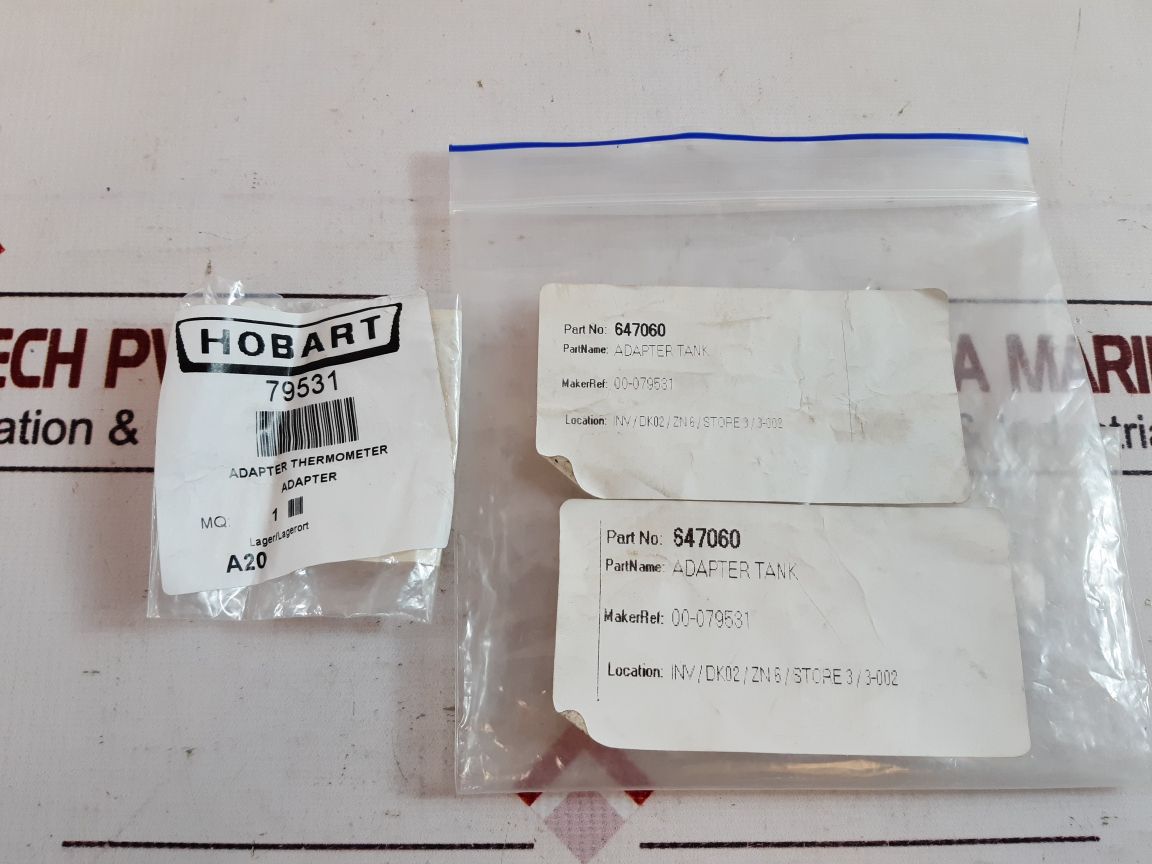 HOBART
79531
ADAPTER THERMOMETER
ADAPTER
MQ: 1
Lager/Lagerort
A20
Part No: 647060
PartName: ADAPTER TANK
MakerRef: 00-079531
Location: INV / DK02 / ZN 6 / STORE 3 / 3-002
Part No: 647060
PartName: ADAPTER TANK
MakerRef: 00-079531
Location: INV / DK02 / ZN 6 / STORE 3 / 3-002
ECH PV
A MARI
ation &
&